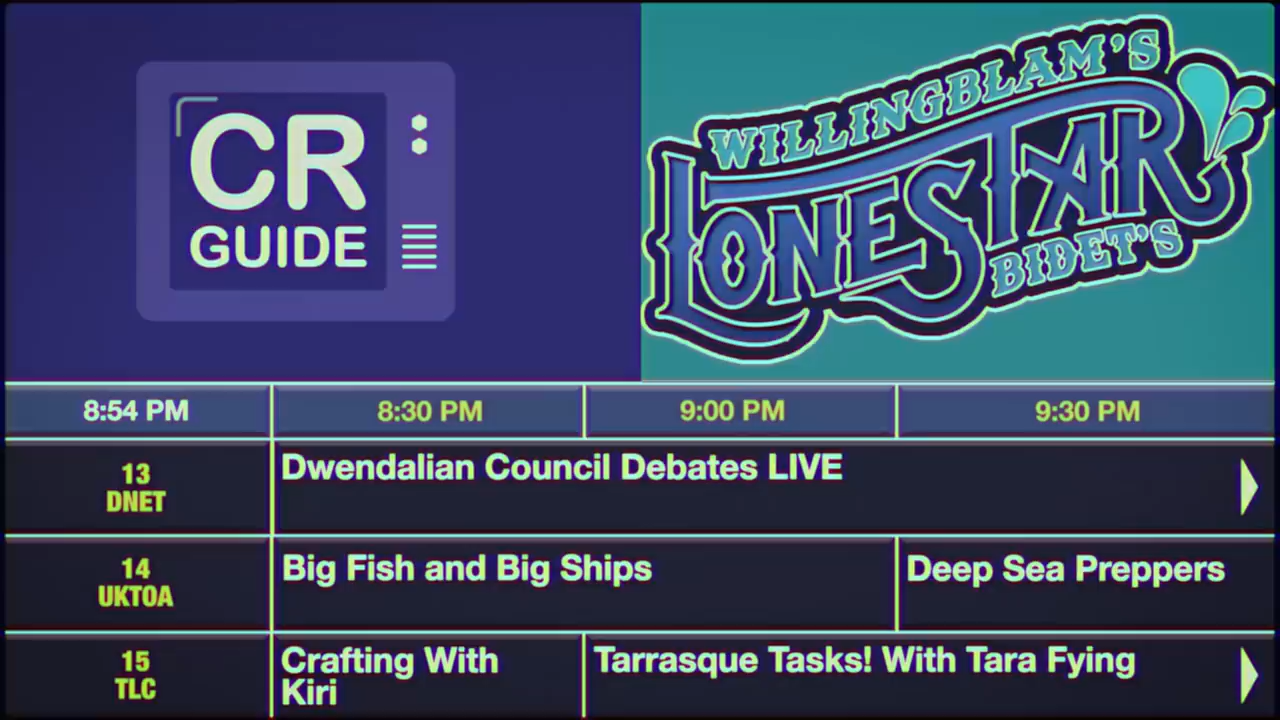 CR
GUIDE
WILLINGBLAM'S
LONESTAR
BIDET'S
8:54 PM
8:30 PM
9:00 PM
9:30 PM
13
DNET
Dwendalian Council Debates LIVE
14
UKTOA
Big Fish and Big Ships
Deep Sea Preppers
15
TLC
Crafting With
Kiri
Tarrasque Tasks! With Tara Fying